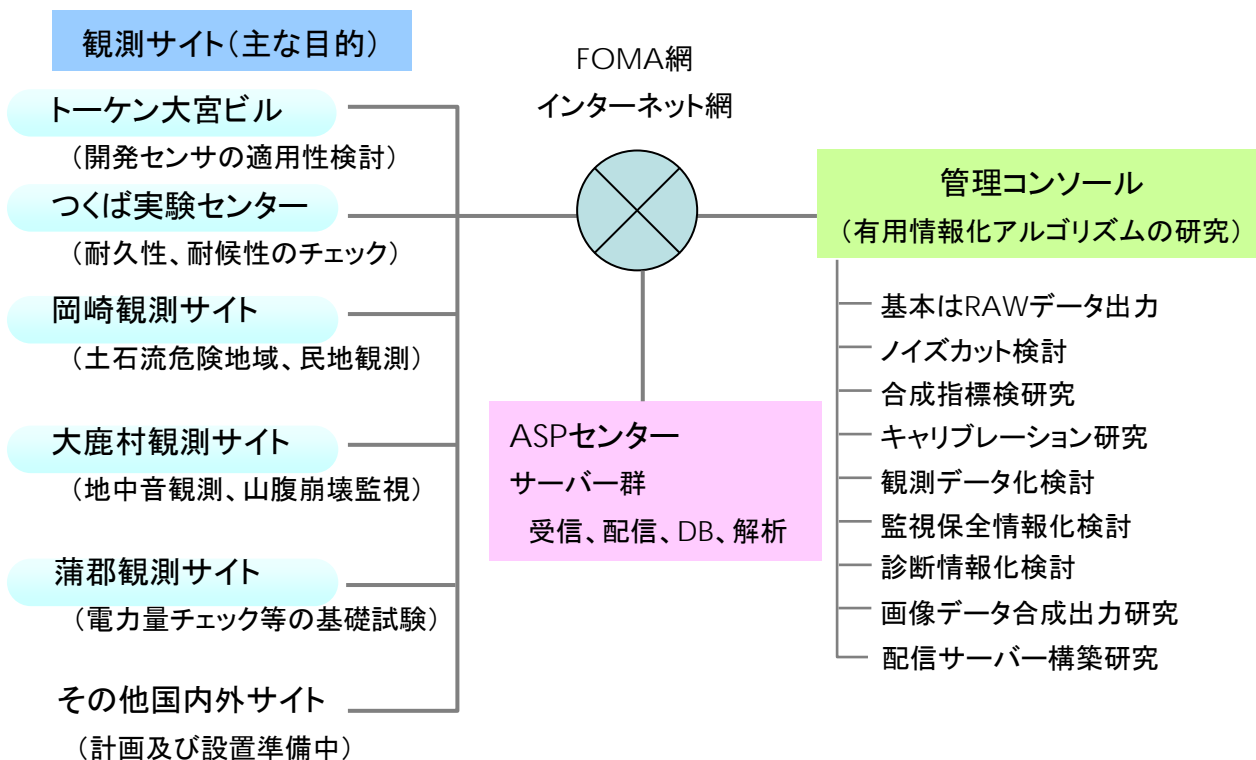 観測サイト(主な目的)
トーケン大宮ビル
(開発センサの適用性検討)
つくば実験センター
(耐久性、耐候性のチェック)
岡崎観測サイト
(土石流危険地域、民地観測)
大鹿村観測サイト
(地中音観測、山腹崩壊監視)
蒲郡観測サイト
(電力量チェック等の基礎試験)
その他国内外サイト
(計画及び設置準備中)
FOMA網
インターネット網
ASPセンター
サーバー群
受信、配信、DB、解析
管理コンソール
(有用情報化アルゴリズムの研究)
基本はRAWデータ出力
ノイズカット検討
合成指標検研究
キャリブレーション研究
観測データ化検討
監視保全情報化検討
診断情報化検討
画像データ合成出力研究
配信サーバー構築研究